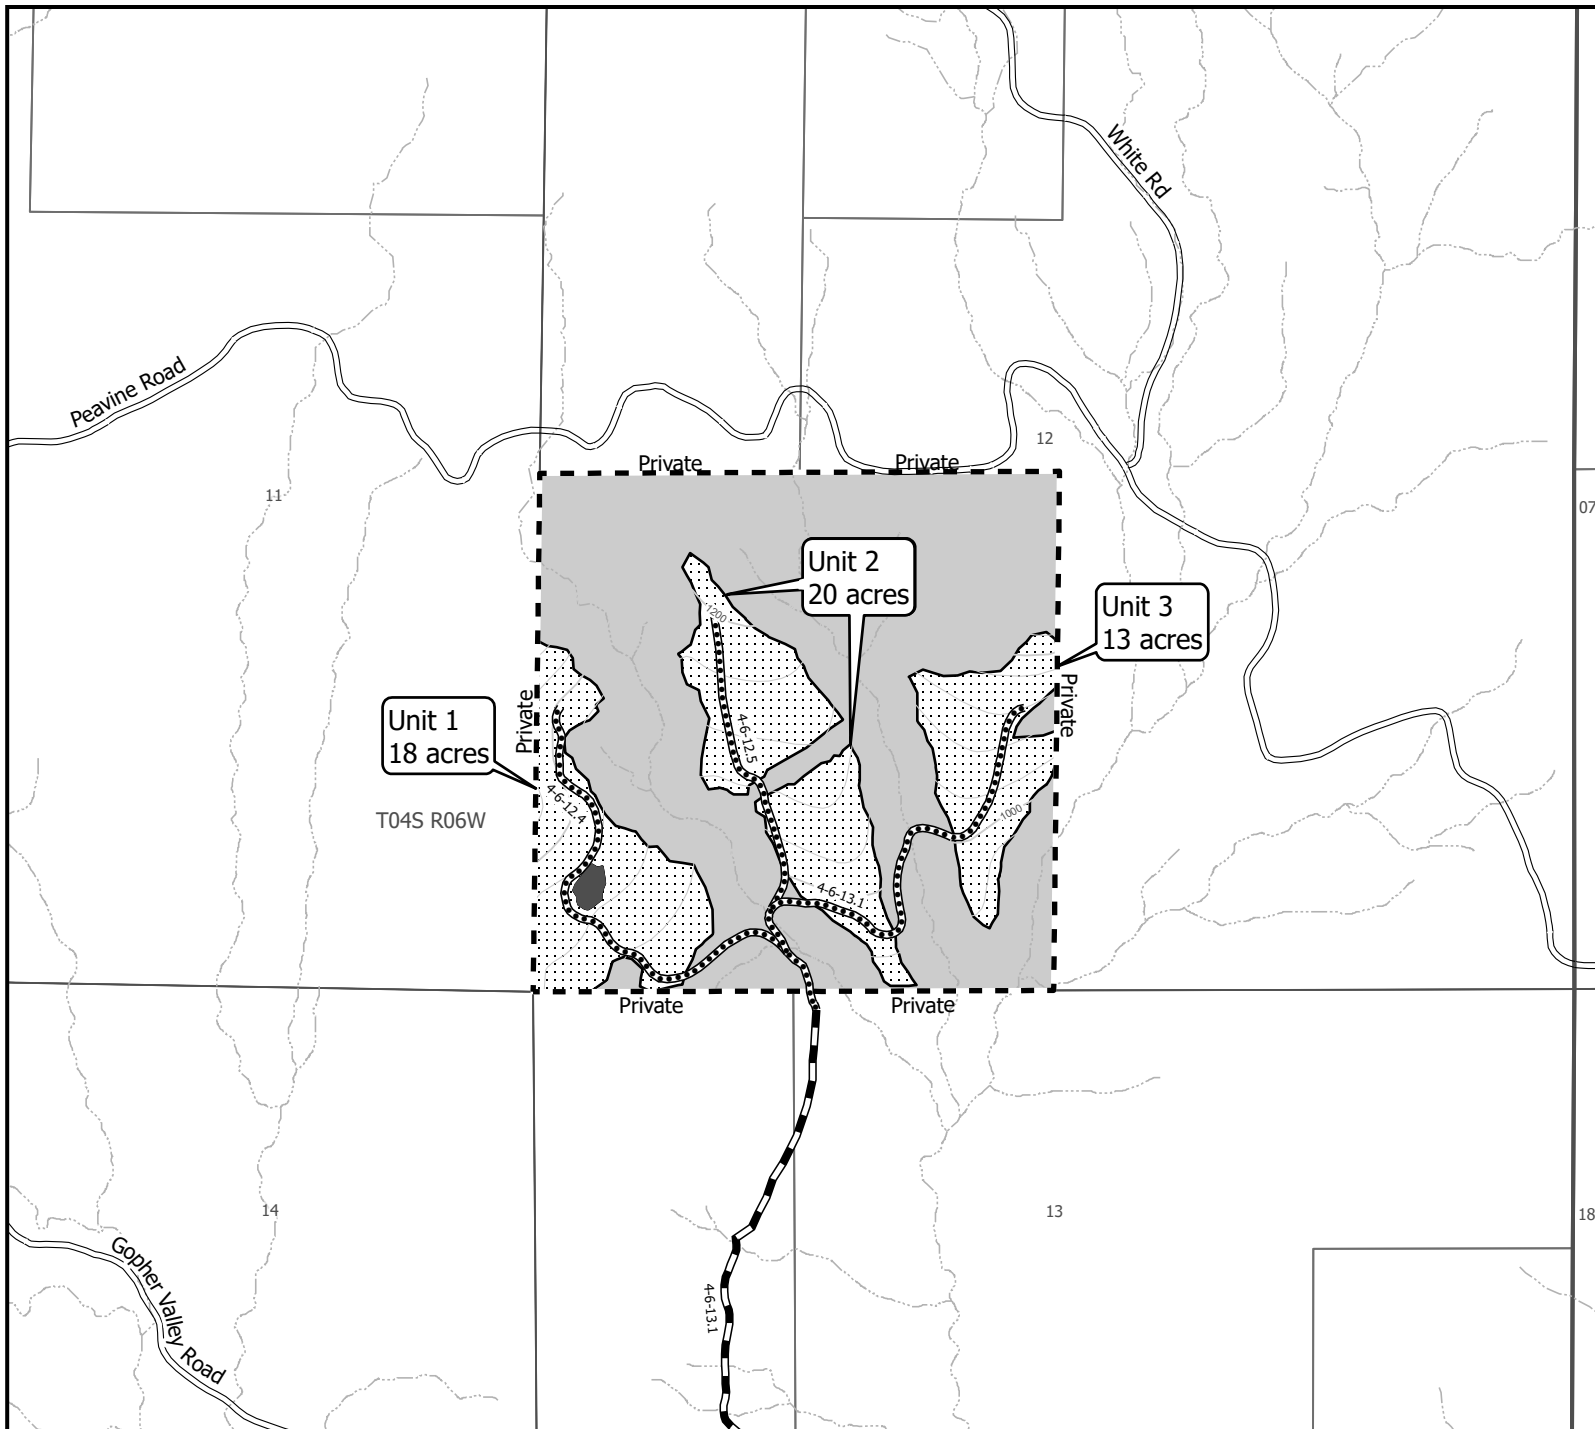 White Rd
Peavine Road
12
Private
Private
11
07
Unit 2
20 acres
Unit 3
13 acres
1200
Private
Private
Unit 1
18 acres
4-6-12.5
4-6-12.4
T04S R06W
1000
4-6-13.1
Private
Private
14
13
18
Gopher Valley Road
4-6-13.1